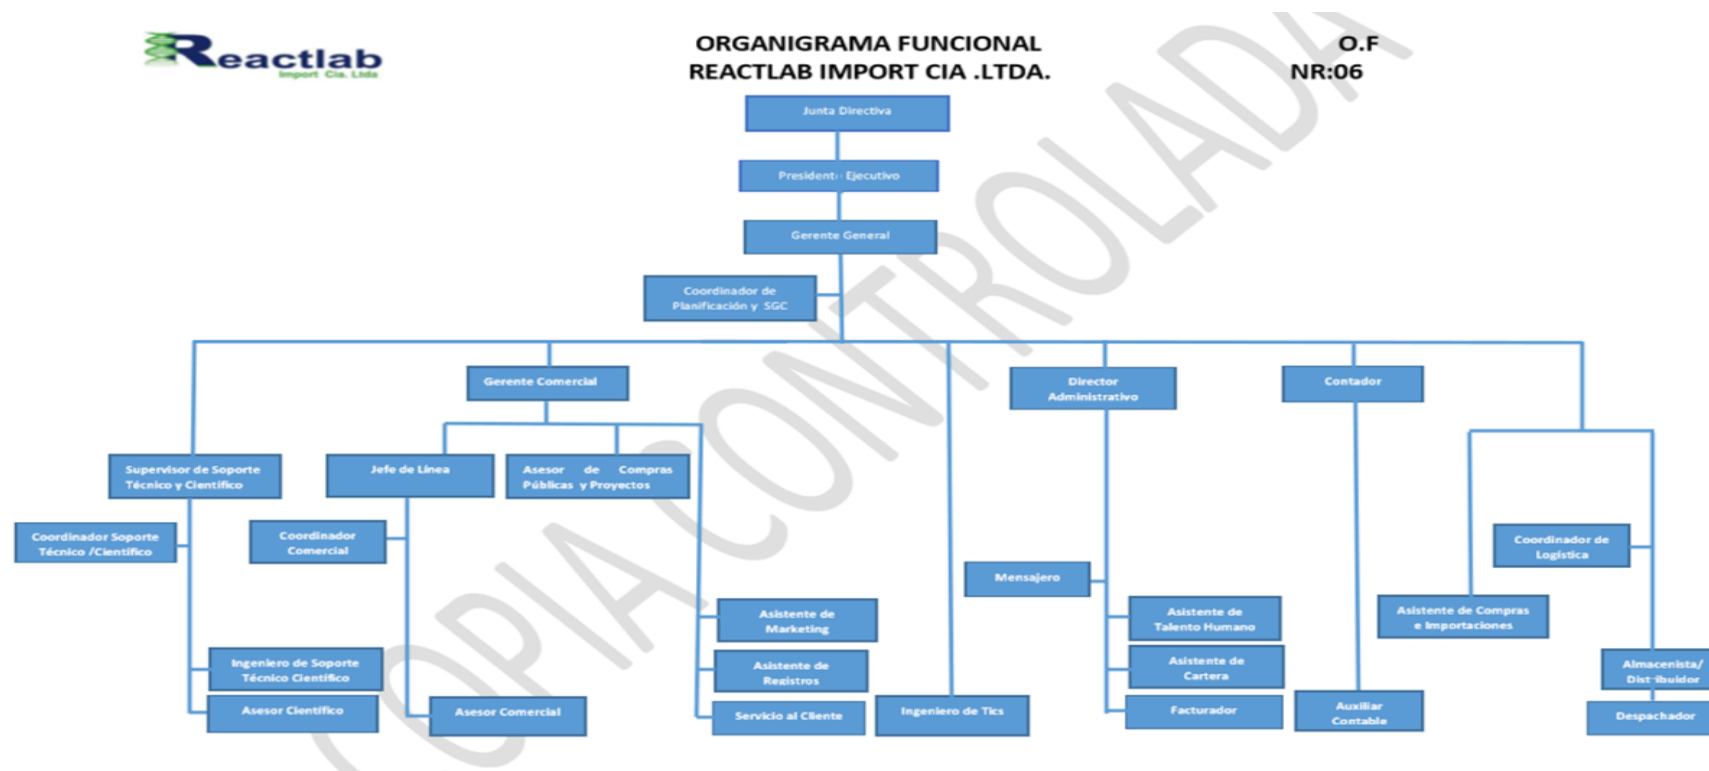 Reactlab
Import Cia. Ltda
ORGANIGRAMA FUNCIONAL
REACTLAB IMPORT CIA .LTDA.
O.F
NR:06
Junta Directiva
Presidente Ejecutivo
Gerente General
Coordinador de
Planificación y SGC
Gerente Comercial
Director
Administrativo
Contador
Supervisor de Soporte
Técnico y Científico
Jefe de Línea
Asesor de Compras
Públicas y Proyectos
Coordinador Soporte
Técnico /Científico
Coordinador
Comercial
Coordinador de
Logística
Mensajero
Asistente de
Marketing
Asistente de
Talento Humano
Asistente de Compras
e Importaciones
Ingeniero de Soporte
Técnico Científico
Asistente de
Registros
Asistente de
Cartera
Almacenista/
Distribuidor
Asesor Científico
Asesor Comercial
Servicio al Cliente
Ingeniero de Tics
Facturador
Auxiliar
Contable
Despachador
COPIA CONTROLADA